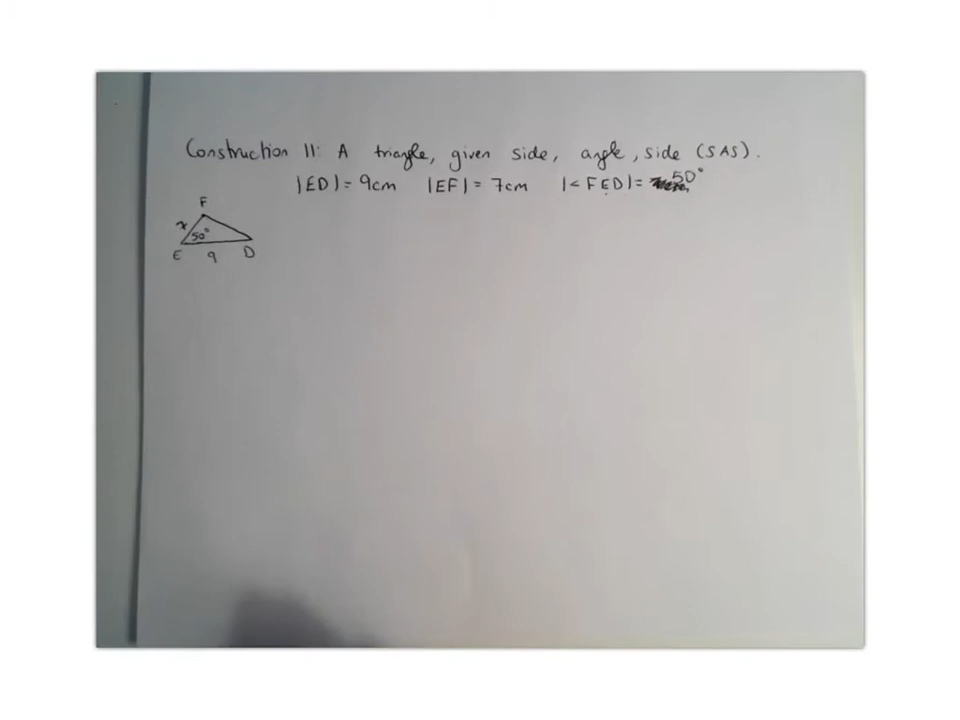 Construction 11: A triangle, given side, angle, side (SAS).
|ED| = 9cm |EF| = 7cm |< FED| = 50°
F
7
50°
E 9 D